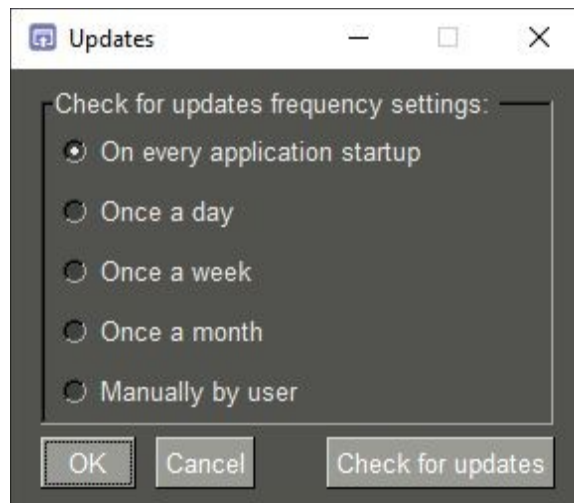 Updates
Check for updates frequency settings:
On every application startup
Once a day
Once a week
Once a month
Manually by user
OK Cancel Check for updates